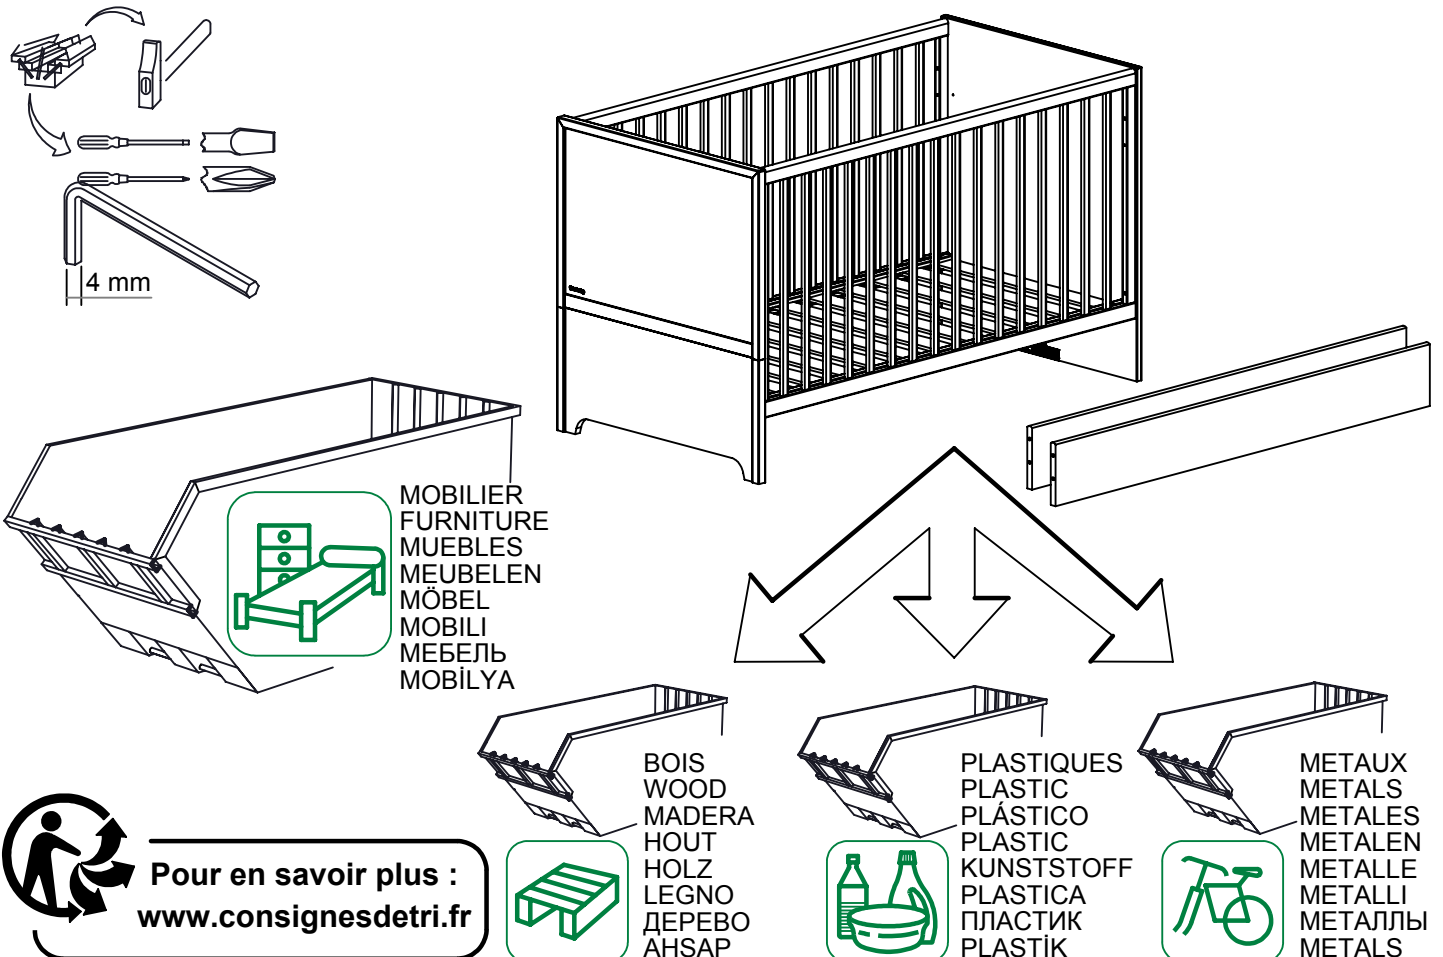 4 mm
MOBILIER
FURNITURE
MUEBLES
MEUBELEN
MÖBEL
MOBILI
МЕБЕЛЬ
MOBİLYA
BOIS
WOOD
MADERA
HOUT
HOLZ
LEGNO
ДЕРЕВО
AHSAP
PLASTIQUES
PLASTIC
PLÁSTICO
PLASTIC
KUNSTSTOFF
PLASTICA
ПЛАСТИК
PLASTİK
METAUX
METALS
METALES
METALEN
METALLE
METALLI
МЕТАЛЛЫ
METALS
Pour en savoir plus :
www.consignesdetri.fr